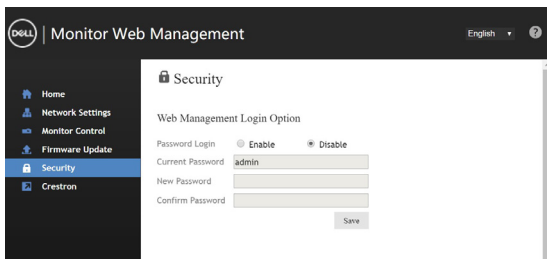 DELL | Monitor Web Management English ?
Home
Network Settings
Monitor Control
Firmware Update
Security
Crestron
Security
Web Management Login Option
Password Login Enable Disable
Current Password admin
New Password
Confirm Password
Save